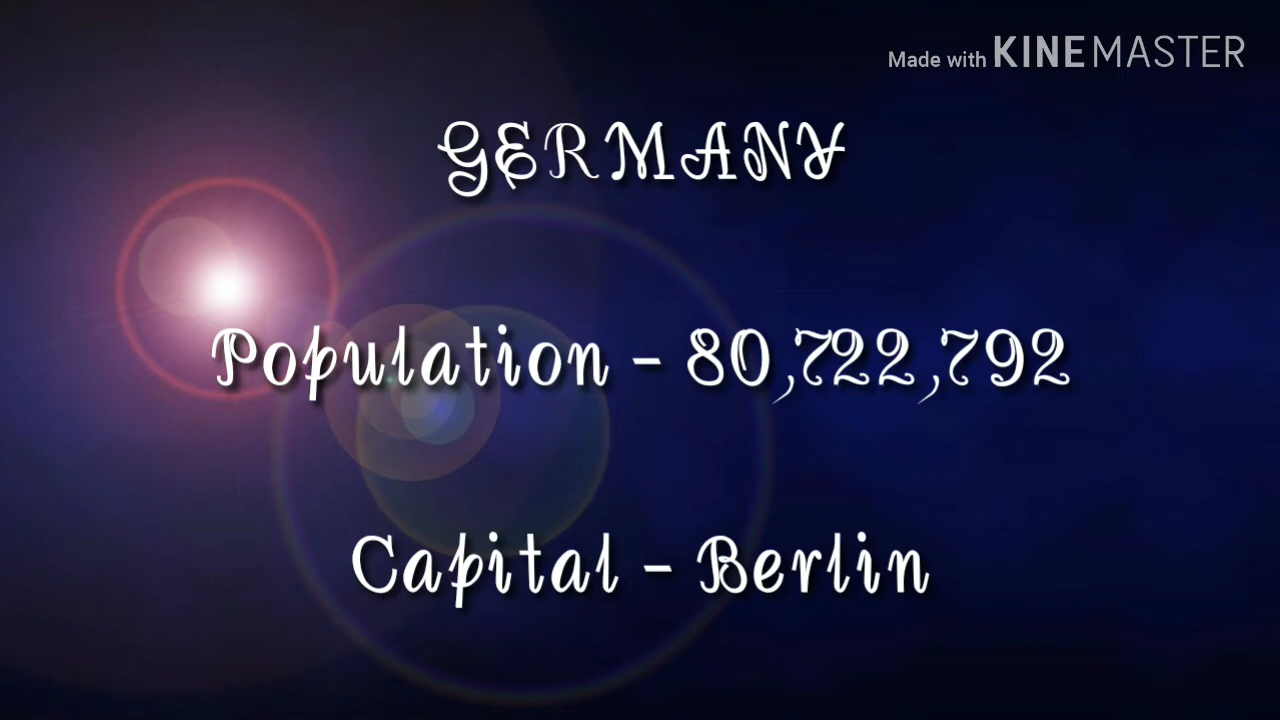 Made with KINEMASTER
GERMANY
Population - 80,722,792
Capital - Berlin